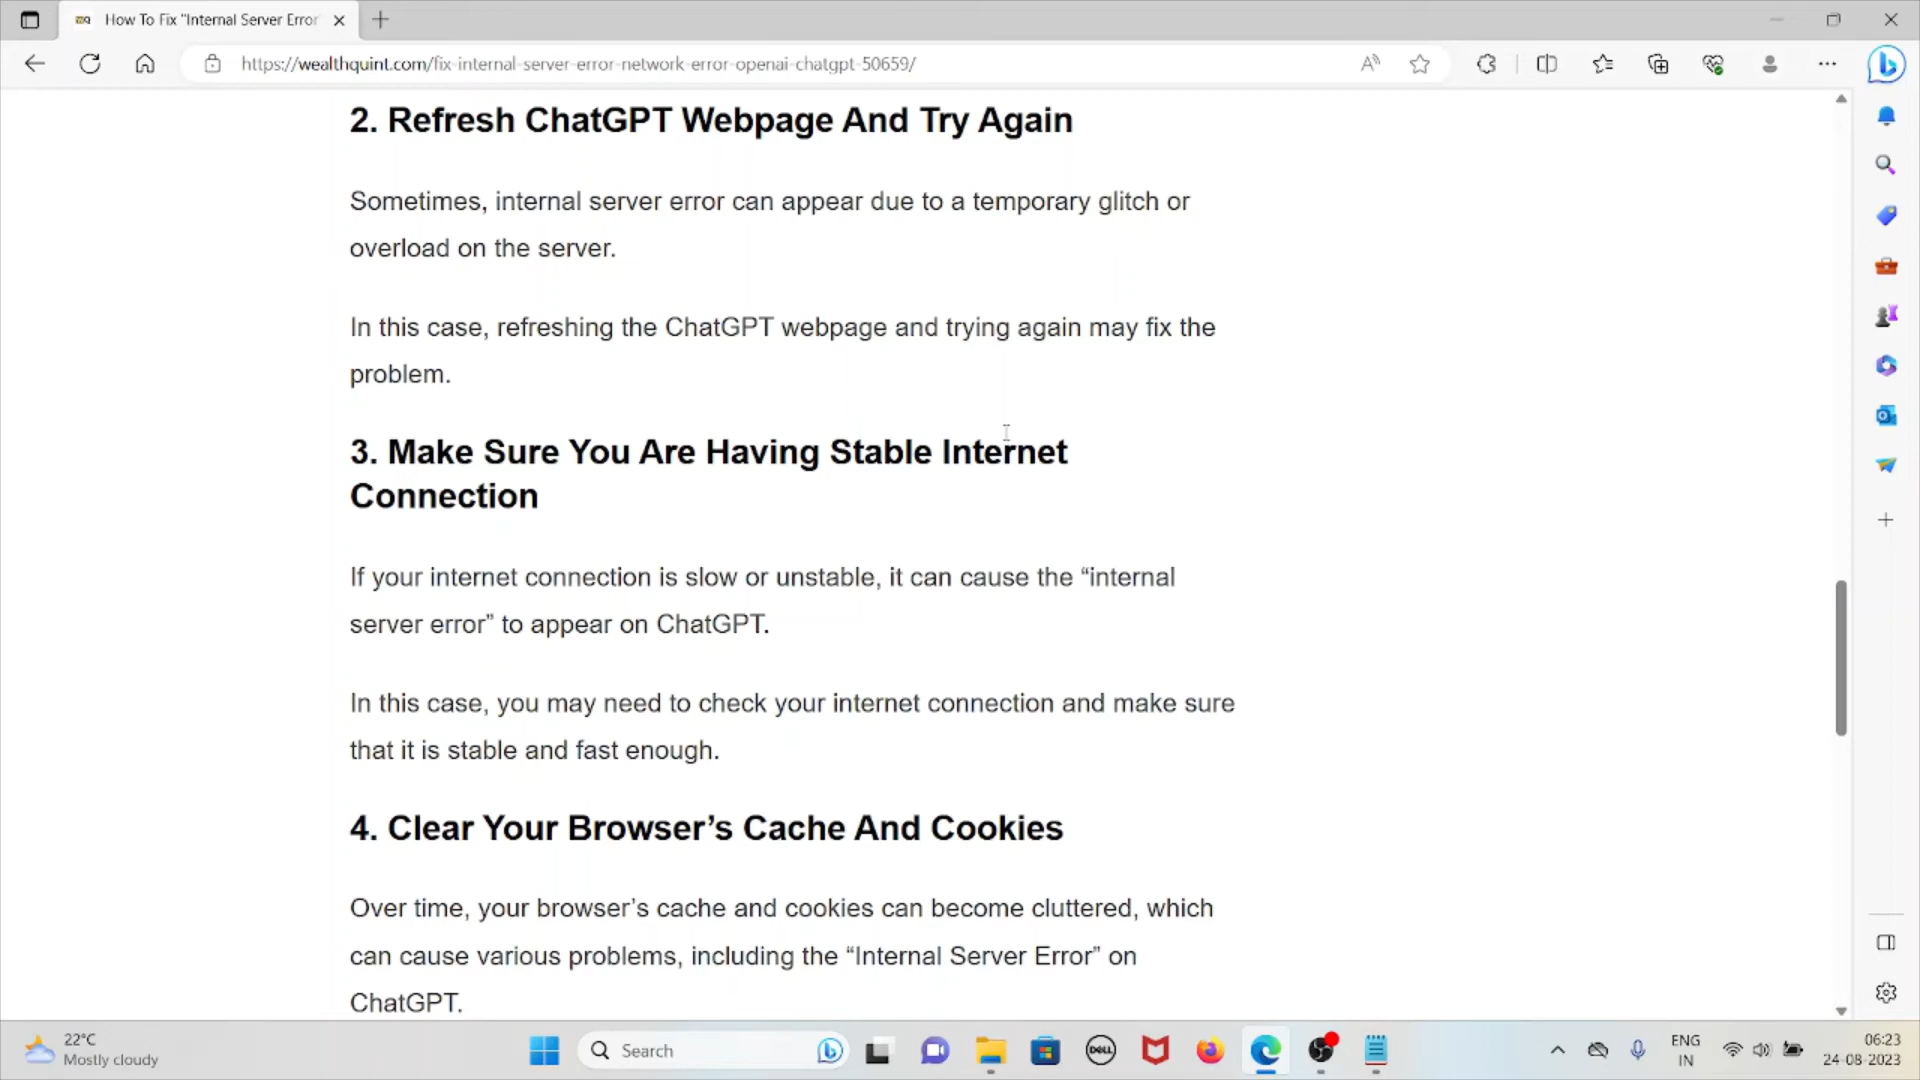 How To Fix "Internal Server Error"
https://wealthquint.com/fix-internal-server-error-network-error-openai-chatgpt-50659/
2. Refresh ChatGPT Webpage And Try Again
Sometimes, internal server error can appear due to a temporary glitch or
overload on the server.
In this case, refreshing the ChatGPT webpage and trying again may fix the
problem.
3. Make Sure You Are Having Stable Internet
Connection
If your internet connection is slow or unstable, it can cause the “internal
server error” to appear on ChatGPT.
In this case, you may need to check your internet connection and make sure
that it is stable and fast enough.
4. Clear Your Browser’s Cache And Cookies
Over time, your browser’s cache and cookies can become cluttered, which
can cause various problems, including the “Internal Server Error” on
ChatGPT.
22°C
Mostly cloudy
Search
DELL
ENG
IN
06:23
24-08-2023